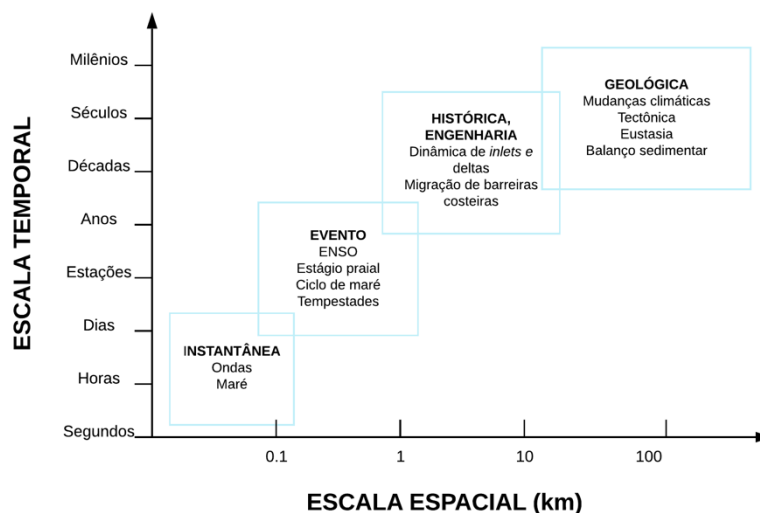 ESCALA TEMPORAL
Milênios
Séculos
Décadas
Anos
Estações
Dias
Horas
Segundos
GEOLÓGICA
Mudanças climáticas
Tectônica
Eustasia
Balanço sedimentar
HISTÓRICA,
ENGENHARIA
Dinâmica de inlets e
deltas
Migração de barreiras
costeiras
EVENTO
ENSO
Estágio praial
Ciclo de maré
Tempestades
INSTANTÂNEA
Ondas
Maré
0.1 1 10 100
ESCALA ESPACIAL (km)